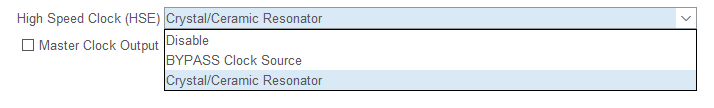 High Speed Clock (HSE) Crystal/Ceramic Resonator
Disable
Master Clock Output
BYPASS Clock Source
Crystal/Ceramic Resonator